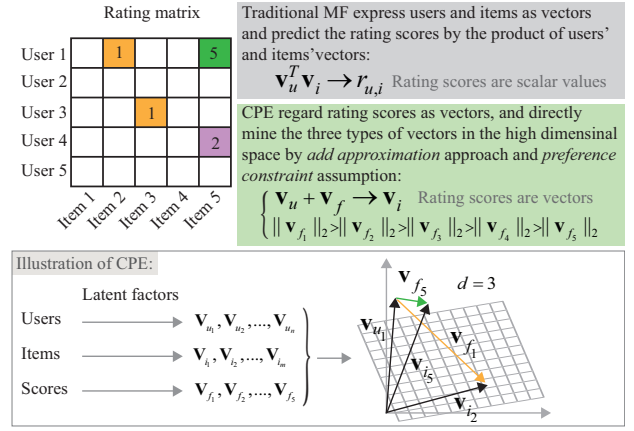 Rating matrix
User 1 1 5
User 2
User 3 1
User 4 2
User 5
Item 1 Item 2 Item 3 Item 4 Item 5
Traditional MF express users and items as vectors
and predict the rating scores by the product of users'
and items'vectors:
v_u^T v_i → r_{u,i} Rating scores are scalar values
CPE regard rating scores as vectors, and directly
mine the three types of vectors in the high dimensinal
space by add approximation approach and preference
constraint assumption:
v_u + v_f → v_i Rating scores are vectors
|| v_{f_1} ||_2 > || v_{f_2} ||_2 > || v_{f_3} ||_2 > || v_{f_4} ||_2 > || v_{f_5} ||_2
Illustration of CPE:
Latent factors
Users v_{u_1}, v_{u_2}, ..., v_{u_n}
Items v_{i_1}, v_{i_2}, ..., v_{i_m}
Scores v_{f_1}, v_{f_2}, ..., v_{f_5}
v_{f_5} d = 3
v_{u_1}
v_{f_1}
v_{i_5}
v_{i_2}